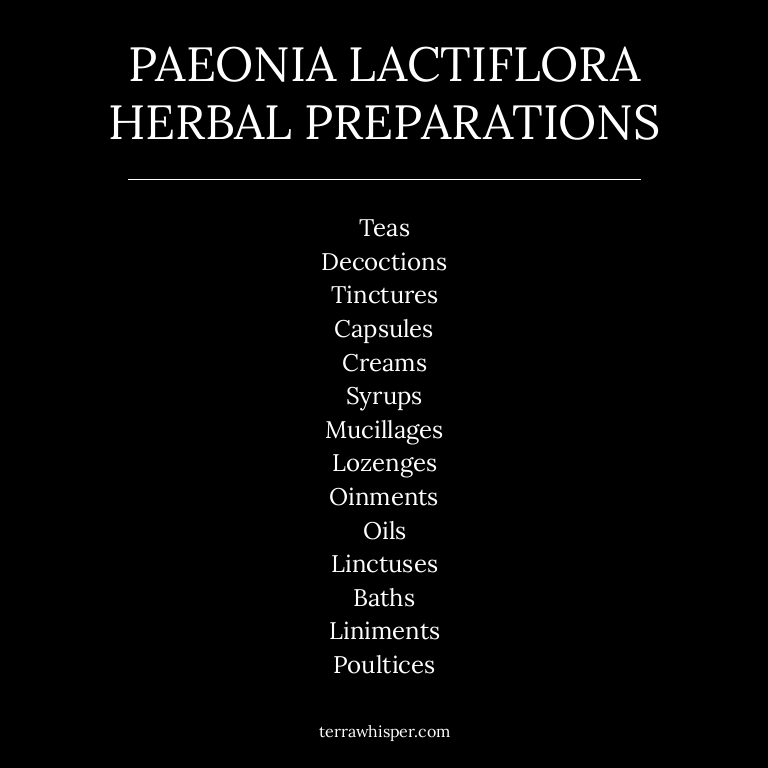 PAEONIA LACTIFLORA
HERBAL PREPARATIONS
Teas
Decoctions
Tinctures
Capsules
Creams
Syrups
Mucillages
Lozenges
Oinments
Oils
Linctuses
Baths
Liniments
Poultices
terrawhisper.com